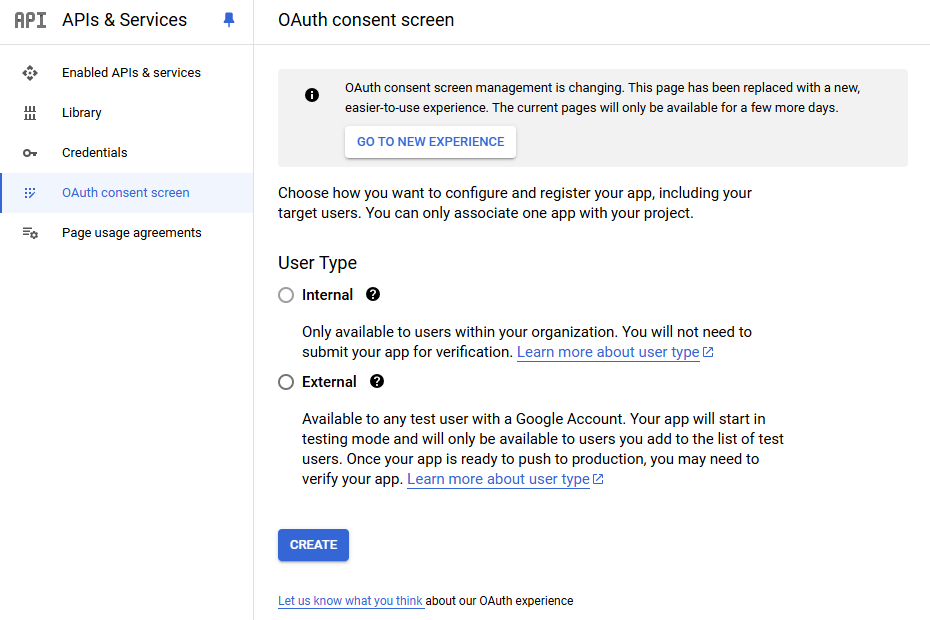 API APIs & Services
Enabled APIs & services
Library
Credentials
OAuth consent screen
Page usage agreements
OAuth consent screen
OAuth consent screen management is changing. This page has been replaced with a new,
easier-to-use experience. The current pages will only be available for a few more days.
GO TO NEW EXPERIENCE
Choose how you want to configure and register your app, including your
target users. You can only associate one app with your project.
User Type
Internal ?
Only available to users within your organization. You will not need to
submit your app for verification. Learn more about user type
External ?
Available to any test user with a Google Account. Your app will start in
testing mode and will only be available to users you add to the list of test
users. Once your app is ready to push to production, you may need to
verify your app. Learn more about user type
CREATE
Let us know what you think about our OAuth experience